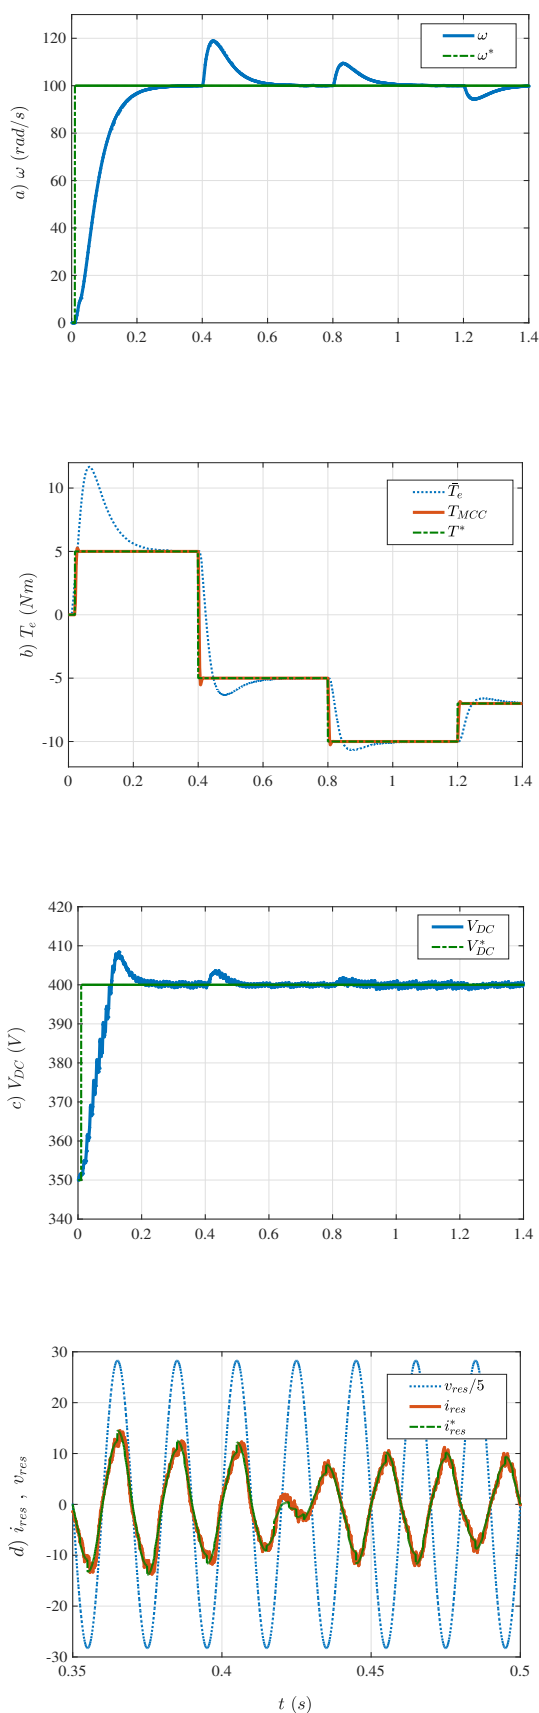 120
100
80
60
40
20
0
a) ω (rad/s)
ω
ω*
0 0.2 0.4 0.6 0.8 1 1.2 1.4
10
5
0
-5
-10
b) T_e (Nm)
T̄_e
T_MCC
T*
0 0.2 0.4 0.6 0.8 1 1.2 1.4
420
410
400
390
380
370
360
350
340
c) V_DC (V)
V_DC
V*_DC
0 0.2 0.4 0.6 0.8 1 1.2 1.4
30
20
10
0
-10
-20
-30
d) i_res , v_res
v_res/5
i_res
i*_res
0.35 0.4 0.45 0.5
t (s)